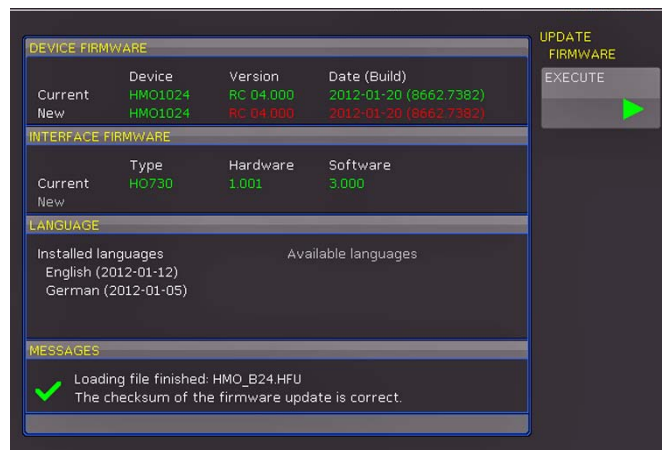 DEVICE FIRMWARE
Device Version Date (Build)
Current HMO1024 RC 04.000 2012-01-20 (8662.7382)
New HMO1024 RC 04.000 2012-01-20 (8662.7382)
INTERFACE FIRMWARE
Type Hardware Software
Current HO730 1.001 3.000
New
LANGUAGE
Installed languages Available languages
English (2012-01-12)
German (2012-01-05)
MESSAGES
Loading file finished: HMO_B24.HFU
The checksum of the firmware update is correct.
UPDATE
FIRMWARE
EXECUTE